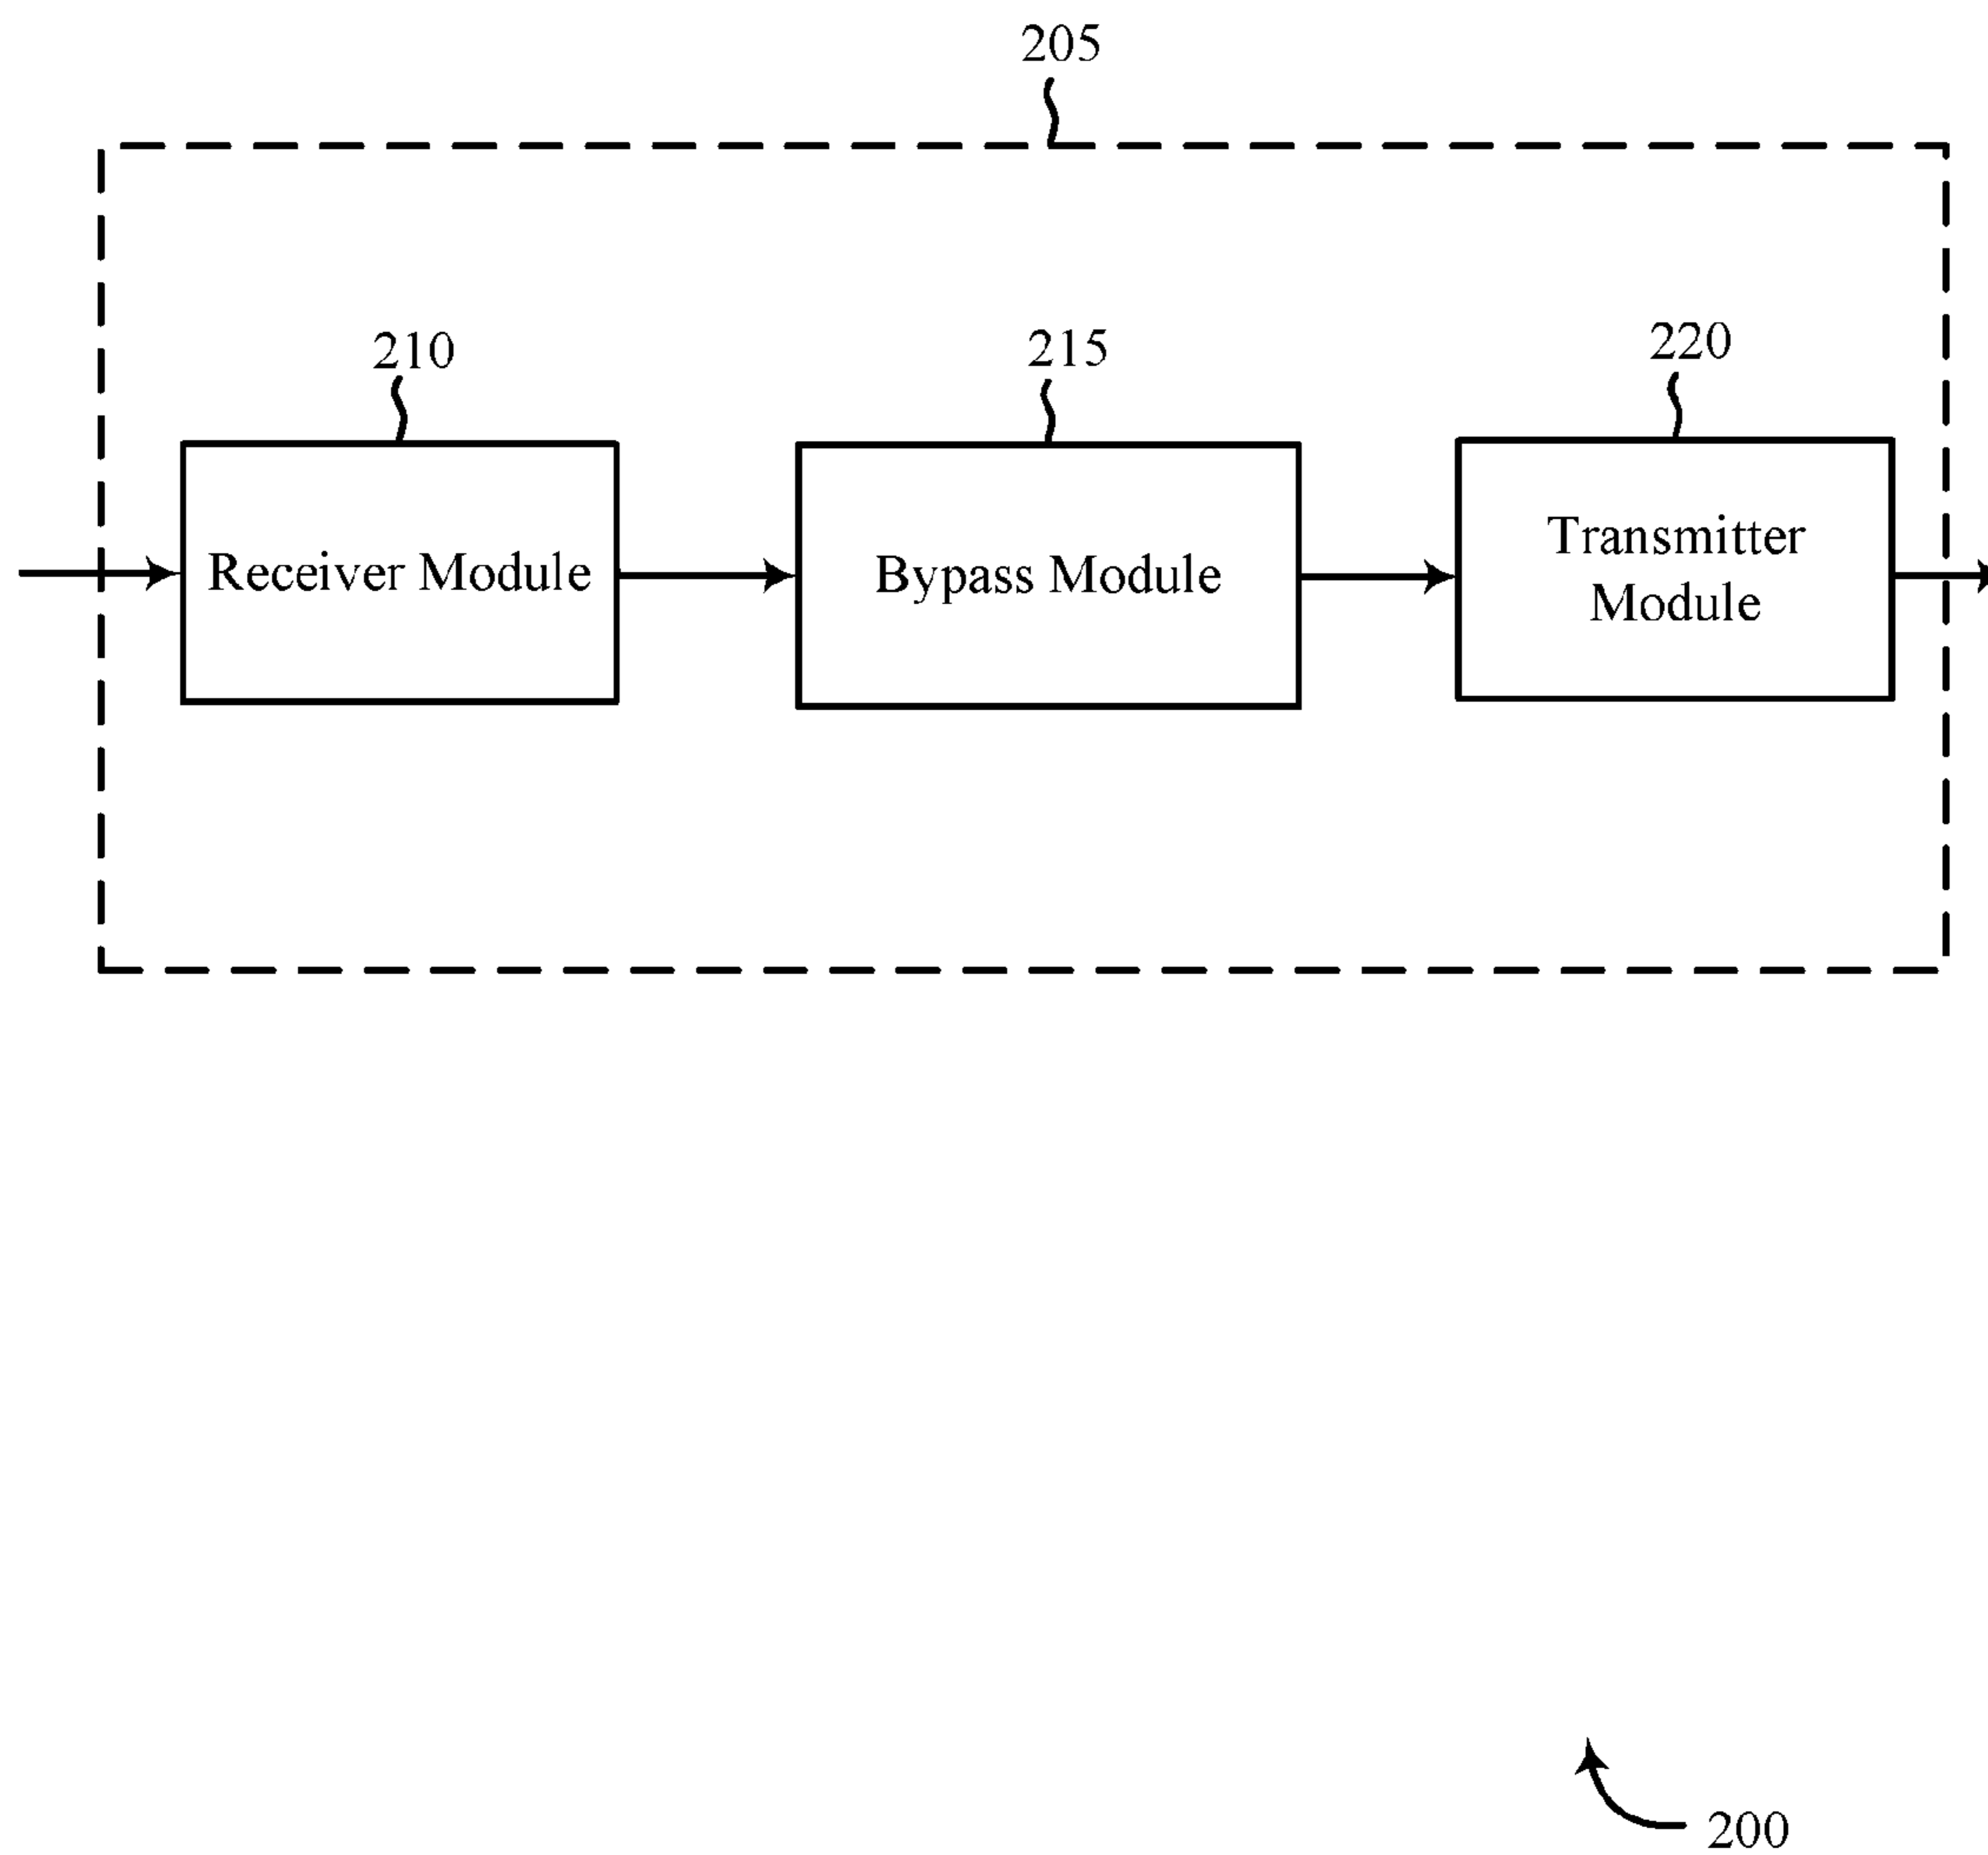 205
210
215
220
Receiver Module
Bypass Module
Transmitter
Module
200